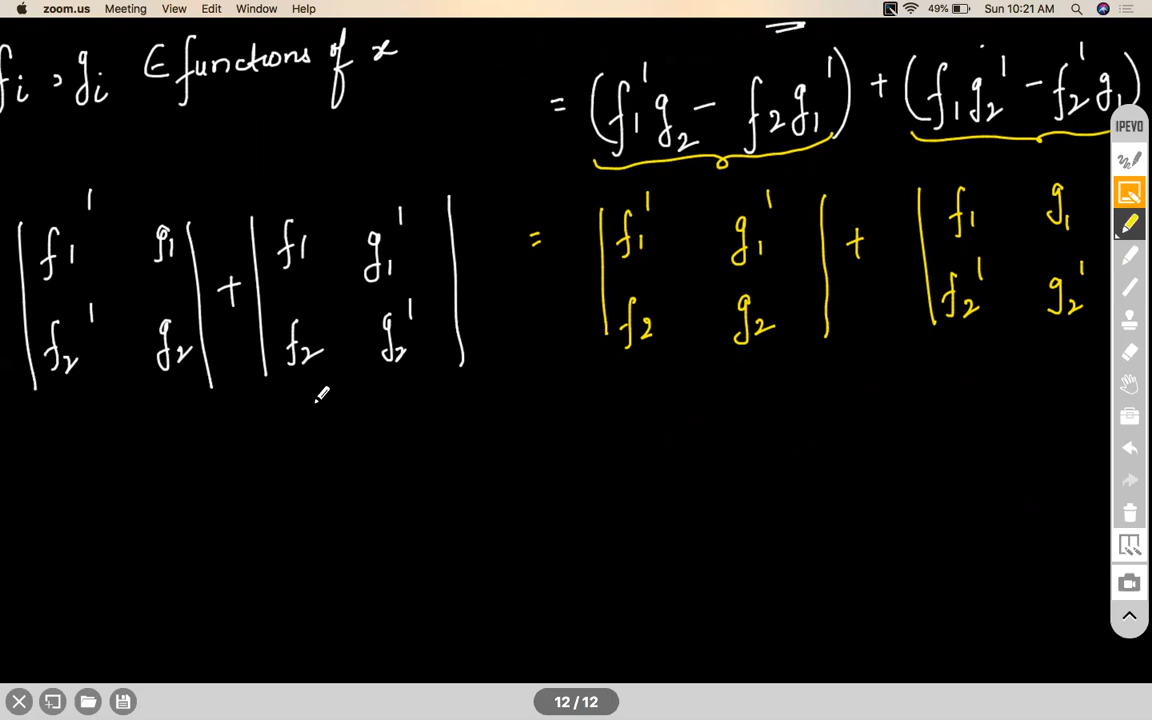 zoom.us Meeting View Edit Window Help 49% Sun 10:21 AM
fi , gi ∈ functions of x
= (f1' g2 - f2 g1') + (f1 g2' - f2' g1)
| f1' g1 | + | f1 g1' | = | f1' g1' | + | f1 g1
| f2' g2 | | f2 g2' | | f2 g2 | | f2' g2'
IPEVO
12/12